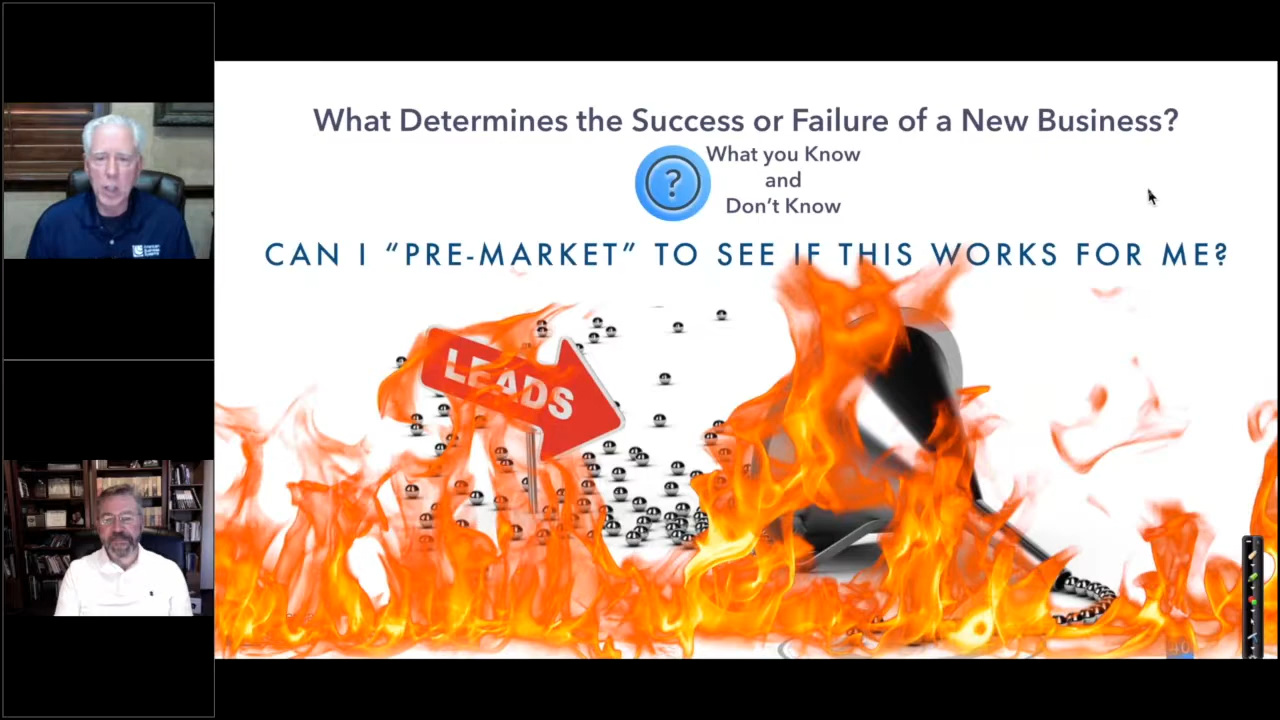 What Determines the Success or Failure of a New Business?
What you Know
and
Don't Know
?
CAN I “PRE-MARKET” TO SEE IF THIS WORKS FOR ME?
LEADS
40